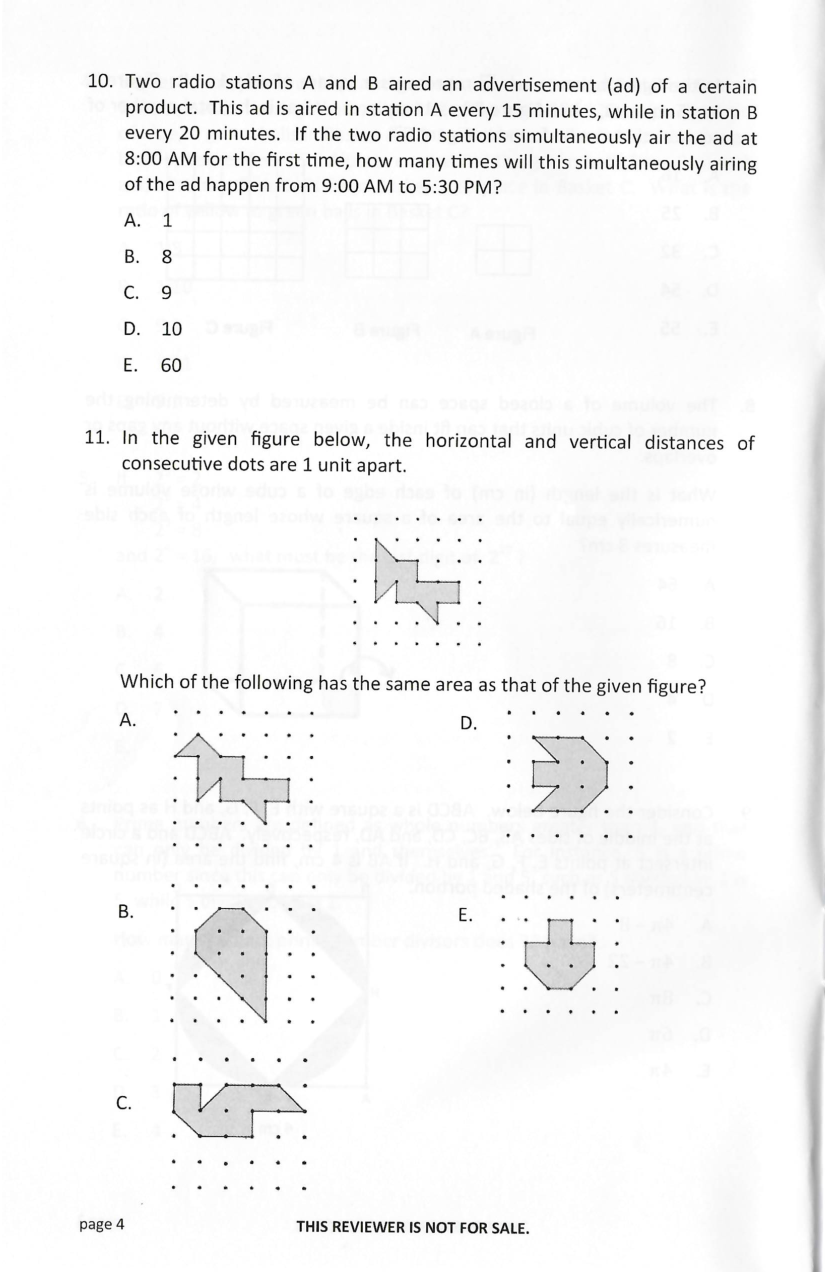 10. Two radio stations A and B aired an advertisement (ad) of a certain
product. This ad is aired in station A every 15 minutes, while in station B
every 20 minutes. If the two radio stations simultaneously air the ad at
8:00 AM for the first time, how many times will this simultaneously airing
of the ad happen from 9:00 AM to 5:30 PM?
A. 1
B. 8
C. 9
D. 10
E. 60
11. In the given figure below, the horizontal and vertical distances of
consecutive dots are 1 unit apart.
Which of the following has the same area as that of the given figure?
A.
D.
B.
E.
C.
page 4
THIS REVIEWER IS NOT FOR SALE.